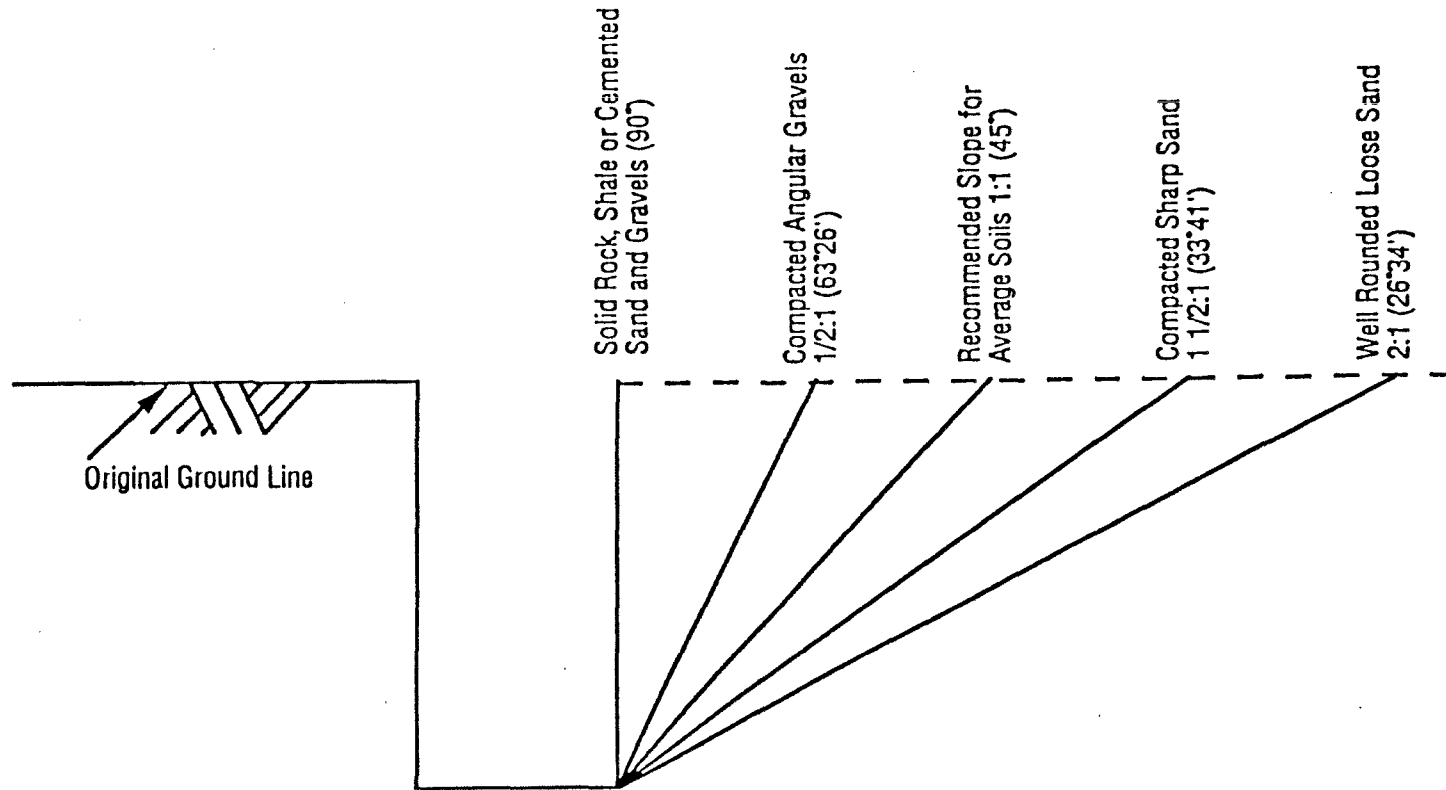 Solid Rock, Shale or Cemented
Sand and Gravels (90°)
Compacted Angular Gravels
1/2:1 (63°26')
Recommended Slope for
Average Soils 1:1 (45°)
Compacted Sharp Sand
1 1/2:1 (33°41')
Well Rounded Loose Sand
2:1 (26°34')
Original Ground Line